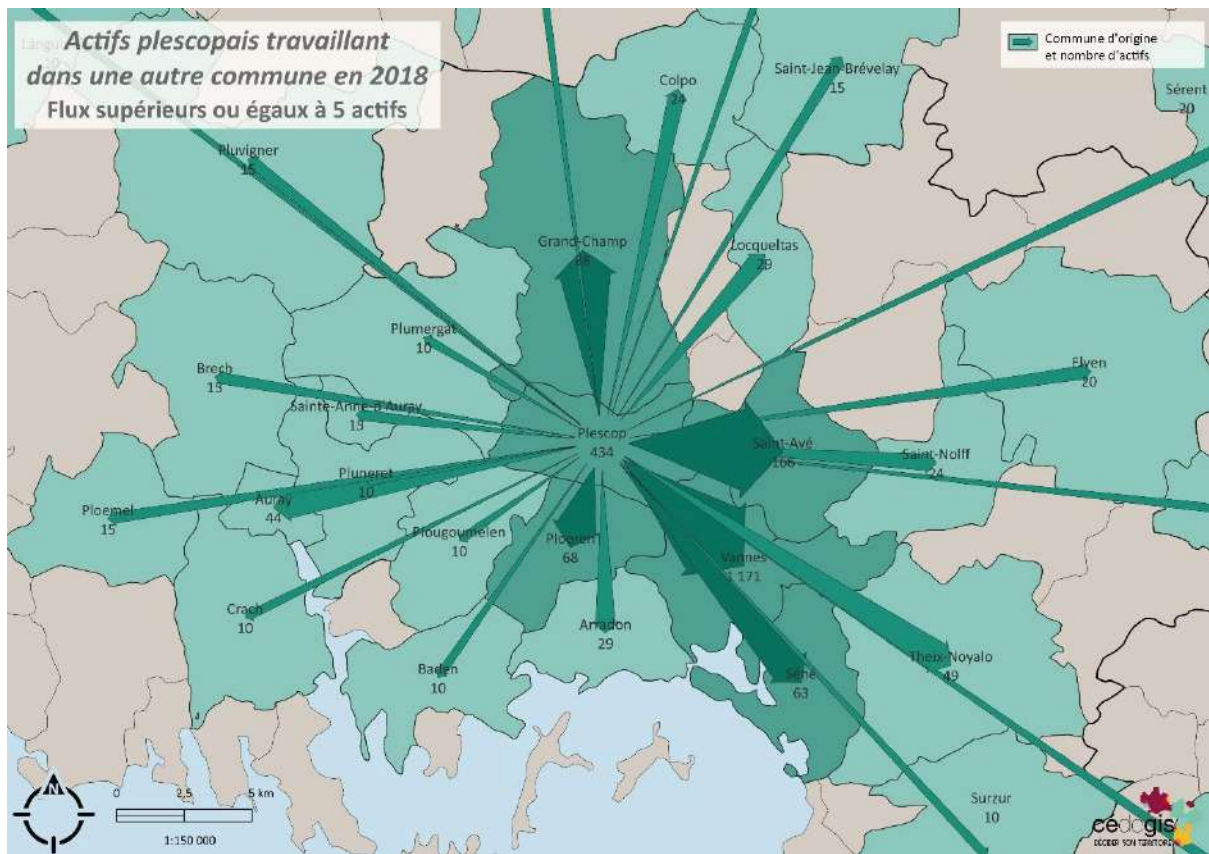 Actifs plescopais travaillant
dans une autre commune en 2018
Flux supérieurs ou égaux à 5 actifs
Commune d'origine
et nombre d'actifs
Colpo
24
Saint-Jean-Brévelay
15
Sérent
20
Pluvigner
15
Grand-Champ
Locqueltas
29
Plumergat
10
Brech
Sainte-Anne-d'Auray
Elven
20
Plescop
434
Saint-Avé
166
Saint-Nolff
24
Pluneret
10
Auray
44
Ploemel
15
Plougoumelen
10
Ploeren
68
Vannes
1 171
Crach
10
Arradon
29
Baden
10
Séné
63
Theix-Noyalo
49
Surzur
10
N
0 2,5 5 km
1:150 000
cedegis
DÉCIDER SON TERRITOIRE